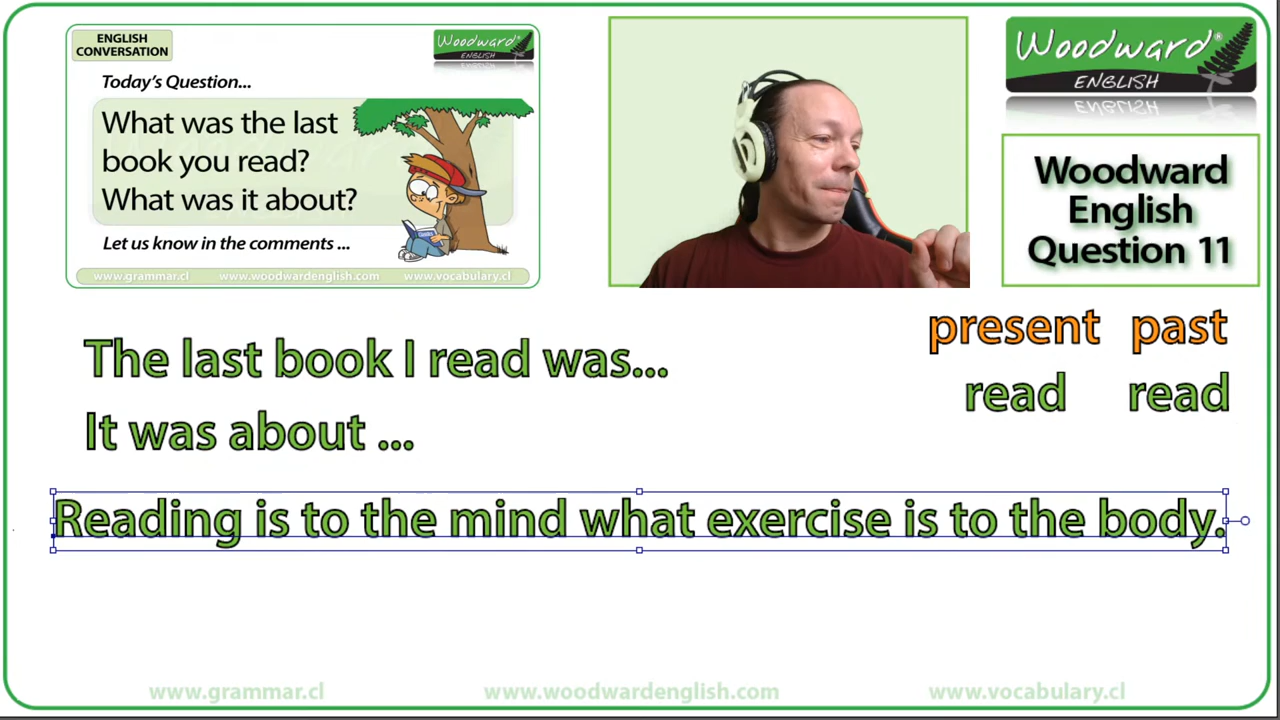 ENGLISH
CONVERSATION
Woodward®
ENGLISH
Today's Question...
What was the last
book you read?
What was it about?
Let us know in the comments ...
www.grammar.cl www.woodwardenglish.com www.vocabulary.cl
Woodward®
ENGLISH
Woodward
English
Question 11
present past
read read
The last book I read was...
It was about ...
Reading is to the mind what exercise is to the body.
www.grammar.cl www.woodwardenglish.com www.vocabulary.cl